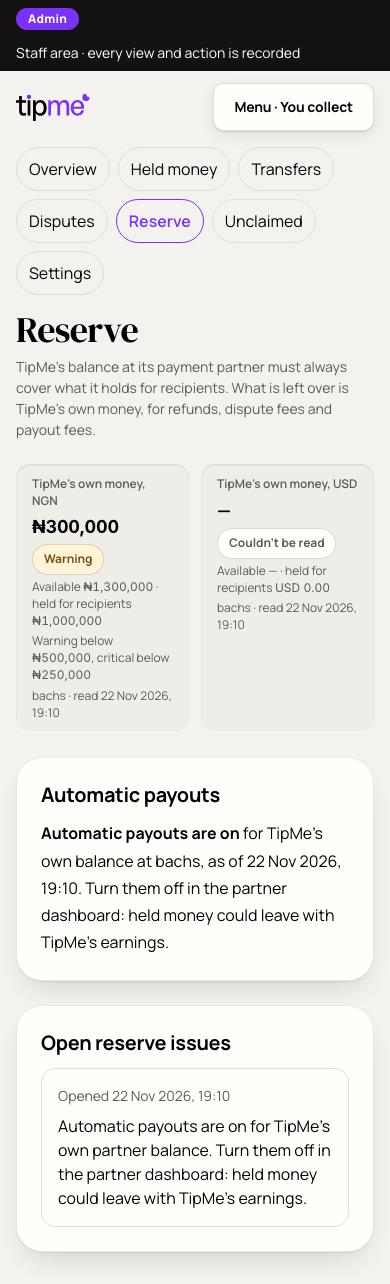 Admin
Staff area · every view and action is recorded
tipme
Menu · You collect
Overview
Held money
Transfers
Disputes
Reserve
Unclaimed
Settings
Reserve
TipMe's balance at its payment partner must always
cover what it holds for recipients. What is left over is
TipMe's own money, for refunds, dispute fees and
payout fees.
TipMe's own money,
NGN
₦300,000
Warning
Available ₦1,300,000 ·
held for recipients
₦1,000,000
Warning below
₦500,000, critical below
₦250,000
bachs · read 22 Nov 2026,
19:10
TipMe's own money, USD
—
Couldn't be read
Available — · held for
recipients USD 0.00
bachs · read 22 Nov 2026,
19:10
Automatic payouts
Automatic payouts are on for TipMe's
own balance at bachs, as of 22 Nov 2026,
19:10. Turn them off in the partner
dashboard: held money could leave with
TipMe's earnings.
Open reserve issues
Opened 22 Nov 2026, 19:10
Automatic payouts are on for TipMe's
own partner balance. Turn them off in
the partner dashboard: held money
could leave with TipMe's earnings.